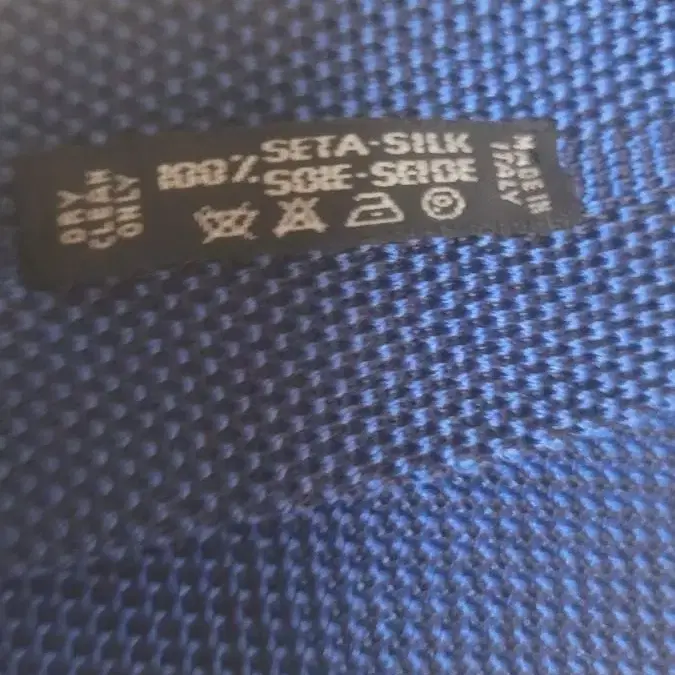 DRY
CLEAN
ONLY
100% SETA-SILK
SOIE-SEIDE
MADE IN
ITALY